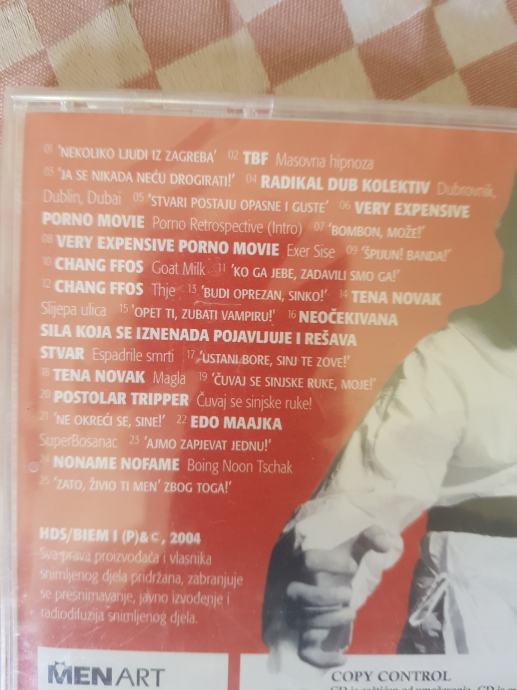 01 'NEKOLIKO LJUDI IZ ZAGREBA' 02 TBF Masovna hipnoza
03 'JA SE NIKADA NEĆU DROGIRATI!' 04 RADIKAL DUB KOLEKTIV Dubrovnik,
Dublin, Dubai 05 'STVARI POSTAJU OPASNE I GUSTE' 06 VERY EXPENSIVE
PORNO MOVIE Porno Retrospective (Intro) 07 'BOMBON, MOŽE!'
08 VERY EXPENSIVE PORNO MOVIE Exer Sise 09 'ŠPIJUN! BANDA!'
10 CHANG FFOS Goat Milk 11 'KO GA JEBE, ZADAVILI SMO GA!'
12 CHANG FFOS Thje 13 'BUDI OPREZAN, SINKO!' 14 TENA NOVAK
Slijepa ulica 15 'OPET TI, ZUBATI VAMPIRU!' 16 NEOČEKIVANA
SILA KOJA SE IZNENADA POJAVLJUJE I REŠAVA
STVAR Espadrile smrti 17 'USTANI BORE, SINJ TE ZOVE!'
18 TENA NOVAK Magla 19 'ČUVAJ SE SINJSKE RUKE, MOJE!'
20 POSTOLAR TRIPPER Čuvaj se sinjske ruke!
21 'NE OKREĆI SE, SINE!' 22 EDO MAAJKA
SuperBosanac 23 'AJMO ZAPJEVAT JEDNU!'
24 NONAME NOFAME Boing Noon Tschak
25 'ZATO, ŽIVIO TI MEN' ZBOG TOGA!'
HDS/BIEM I (P)& ©, 2004
Sva prava proizvođača i vlasnika
snimljenog djela pridržana, zabranjuje
se presnimavanje, javno izvođenje i
radiodifuzija snimljenog djela.
MENART
COPY CONTROL